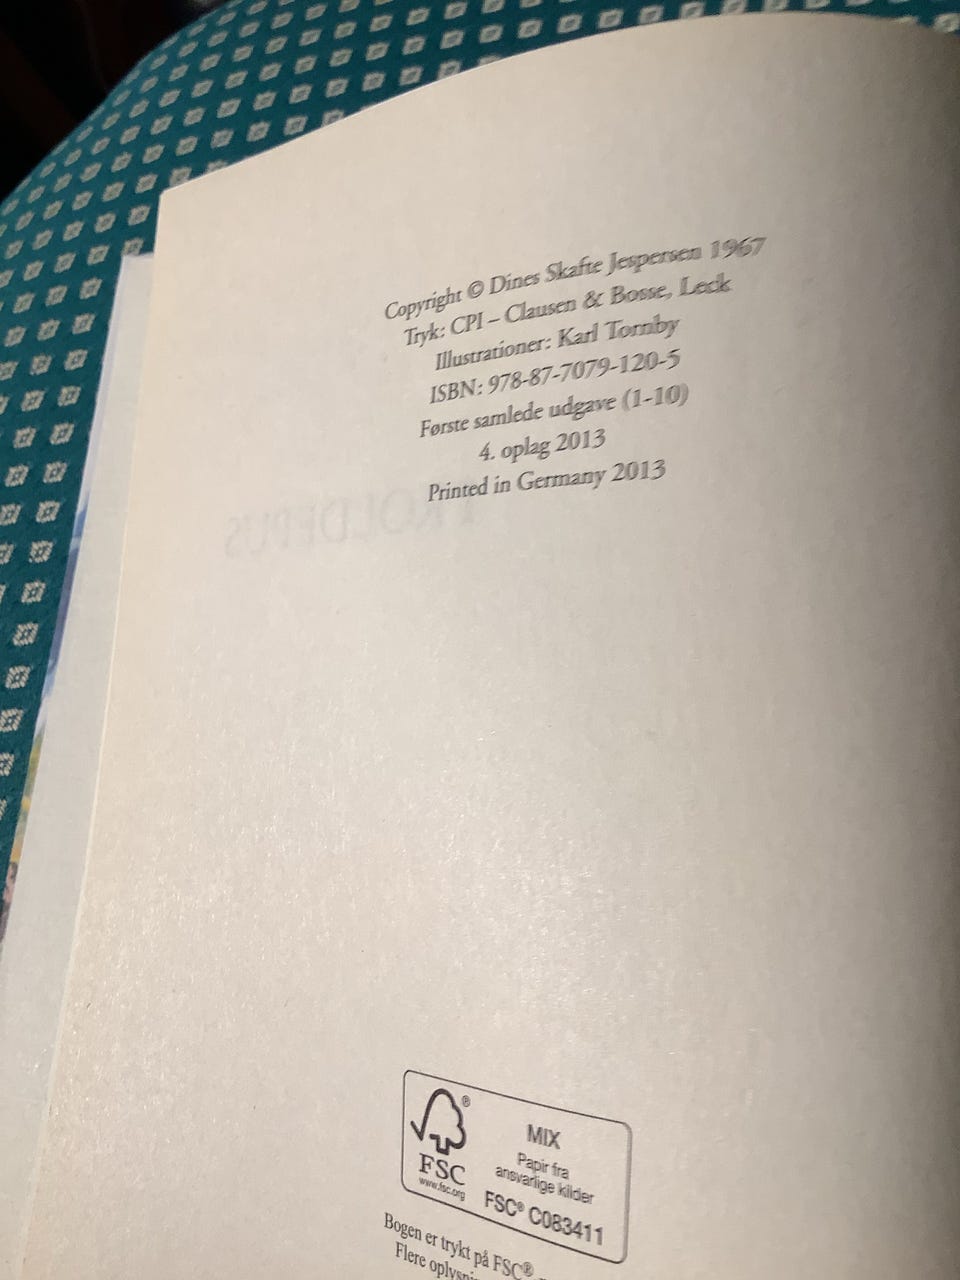 Copyright © Dines Skafte Jespersen 1967
Tryk: CPI – Clausen & Bosse, Leck
Illustrationer: Karl Tornby
ISBN: 978-87-7079-120-5
Første samlede udgave (1-10)
4. oplag 2013
Printed in Germany 2013
TROLDEPUS
®
FSC
www.fsc.org
MIX
Papir fra
ansvarlige kilder
FSC® C083411
Bogen er trykt på FSC®
Flere